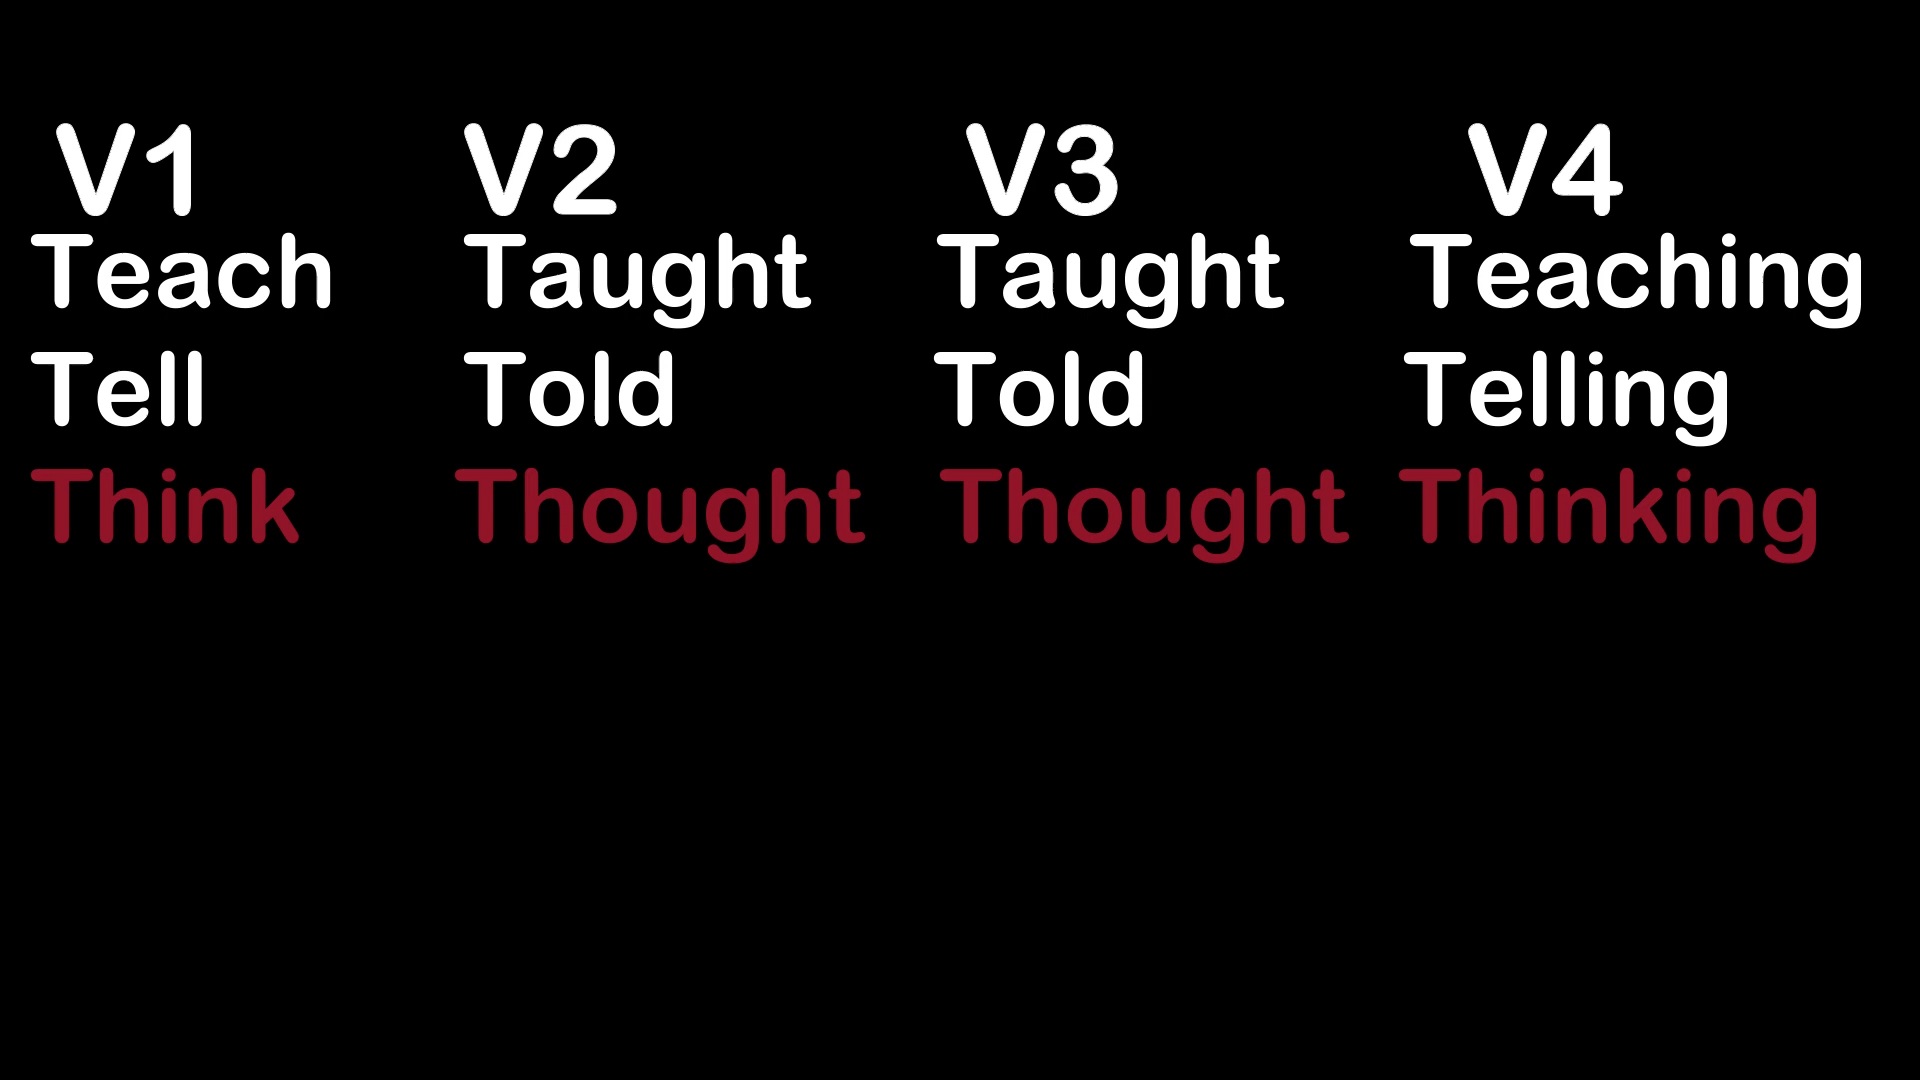 V1 V2 V3 V4
Teach Taught Taught Teaching
Tell Told Told Telling
Think Thought Thought Thinking